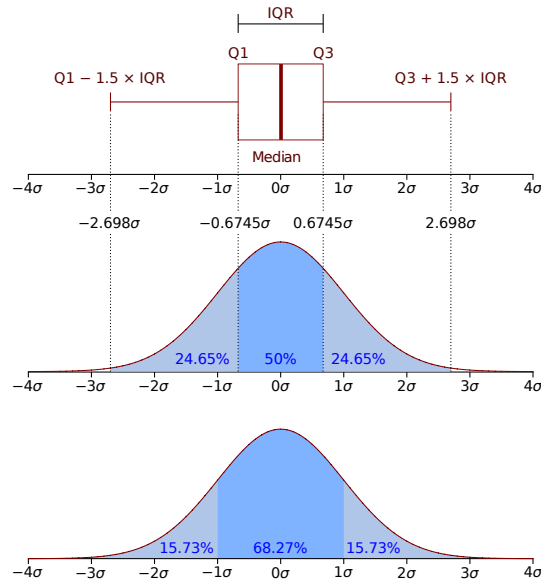 IQR
Q1 Q3
Q1 − 1.5 × IQR Q3 + 1.5 × IQR
Median
−4σ −3σ −2σ −1σ 0σ 1σ 2σ 3σ 4σ
−2.698σ −0.6745σ 0.6745σ 2.698σ
24.65% 50% 24.65%
−4σ −3σ −2σ −1σ 0σ 1σ 2σ 3σ 4σ
15.73% 68.27% 15.73%
−4σ −3σ −2σ −1σ 0σ 1σ 2σ 3σ 4σ